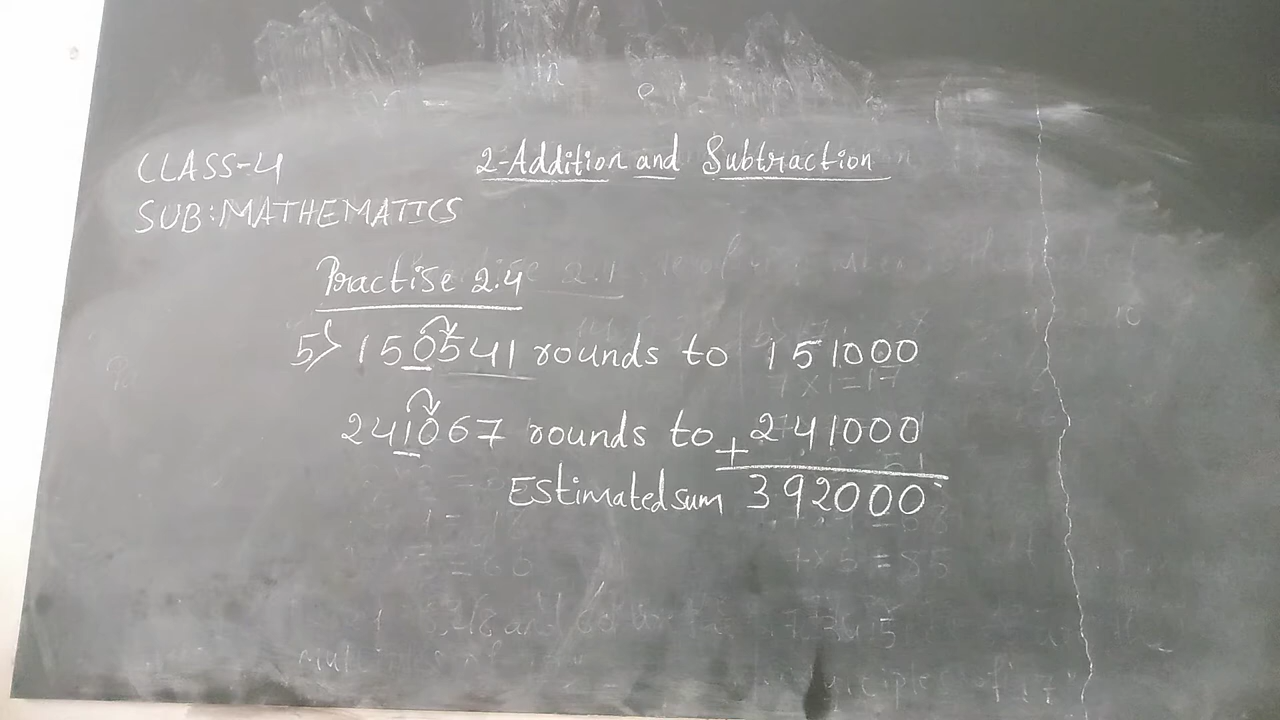 CLASS-4
2-Addition and Subtraction
SUB:MATHEMATICS
Practise 2.4
5) 150541 rounds to 151000
241067 rounds to +241000
Estimated sum 392000